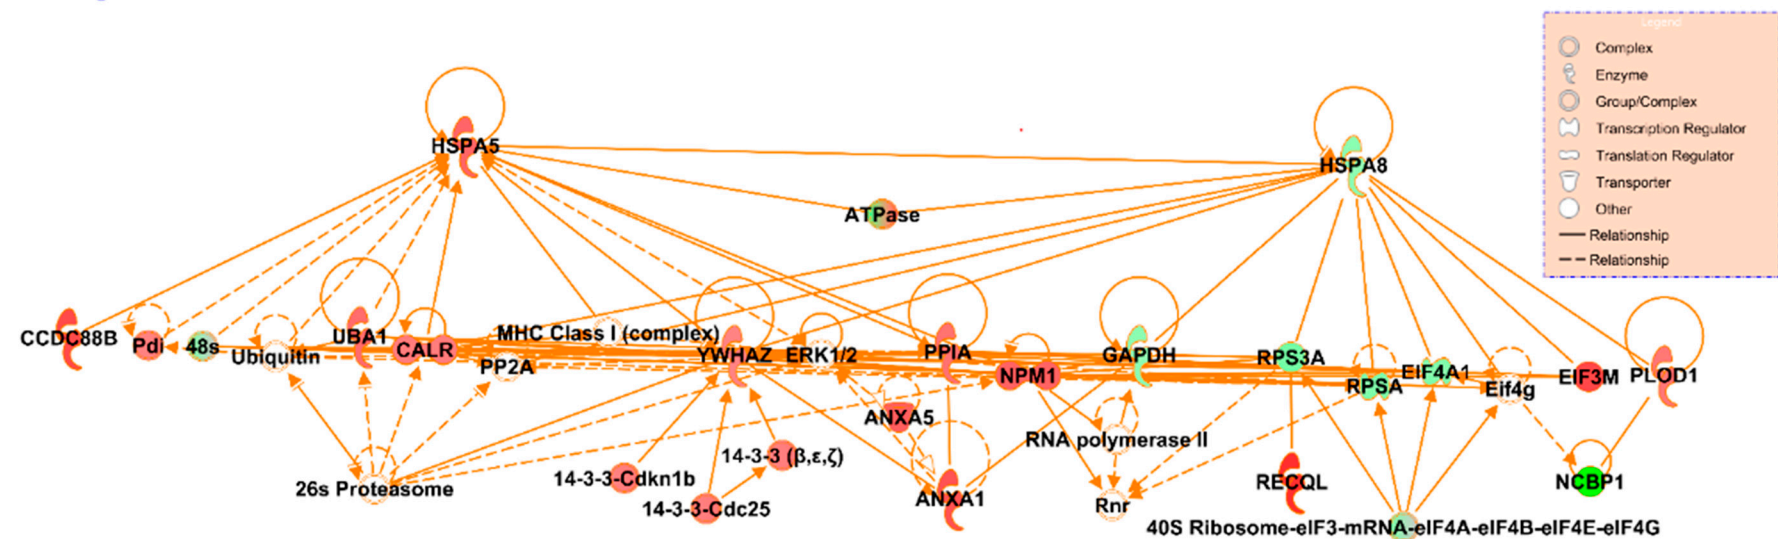 Legend
Complex
Enzyme
Group/Complex
Transcription Regulator
Translation Regulator
Transporter
Other
Relationship
Relationship
HSPA5
HSPA8
ATPase
CCDC88B
Pdi
48s
Ubiquitin
UBA1
CALR
MHC Class I (complex)
PP2A
YWHAZ
ERK1/2
PPIA
NPM1
GAPDH
RPS3A
RPSA
EIF4A1
Eif4g
EIF3M
PLOD1
ANXA5
RNA polymerase II
14-3-3 (β,ε,ζ)
26s Proteasome
14-3-3-Cdkn1b
14-3-3-Cdc25
ANXA1
Rnr
RECQL
NCBP1
40S Ribosome-eIF3-mRNA-eIF4A-eIF4B-eIF4E-eIF4G